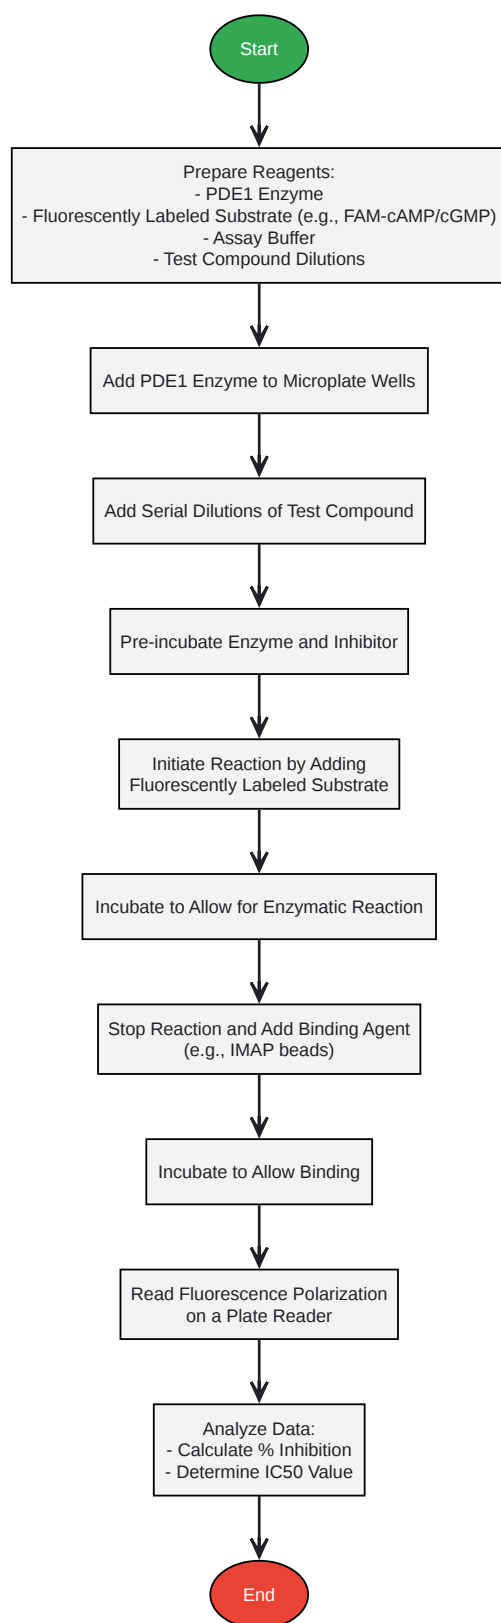 Start
Prepare Reagents:
- PDE1 Enzyme
- Fluorescently Labeled Substrate (e.g., FAM-cAMP/cGMP)
- Assay Buffer
- Test Compound Dilutions
Add PDE1 Enzyme to Microplate Wells
Add Serial Dilutions of Test Compound
Pre-incubate Enzyme and Inhibitor
Initiate Reaction by Adding
Fluorescently Labeled Substrate
Incubate to Allow for Enzymatic Reaction
Stop Reaction and Add Binding Agent
(e.g., IMAP beads)
Incubate to Allow Binding
Read Fluorescence Polarization
on a Plate Reader
Analyze Data:
- Calculate % Inhibition
- Determine IC50 Value
End